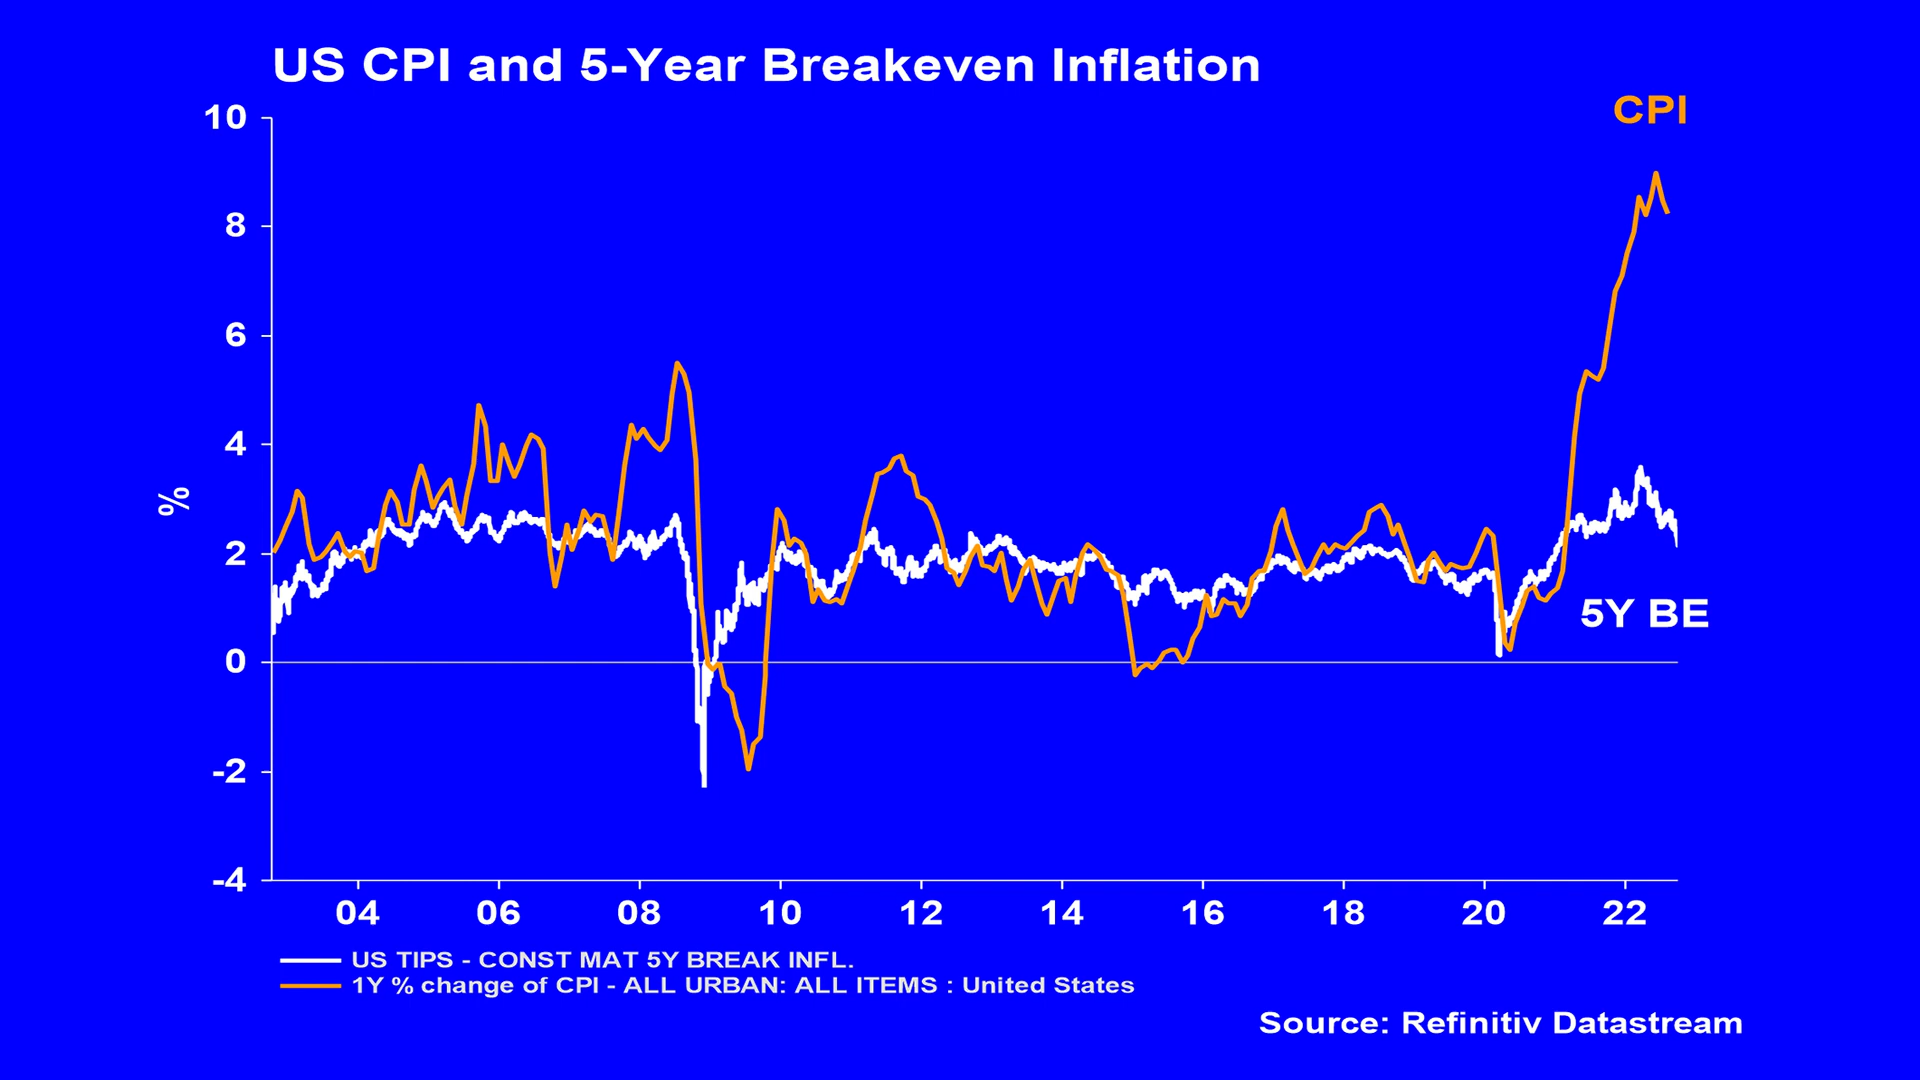 US CPI and 5-Year Breakeven Inflation
CPI
10
8
6
4
2
0
-2
-4
%
5Y BE
04 06 08 10 12 14 16 18 20 22
US TIPS - CONST MAT 5Y BREAK INFL.
1Y % change of CPI - ALL URBAN: ALL ITEMS : United States
Source: Refinitiv Datastream